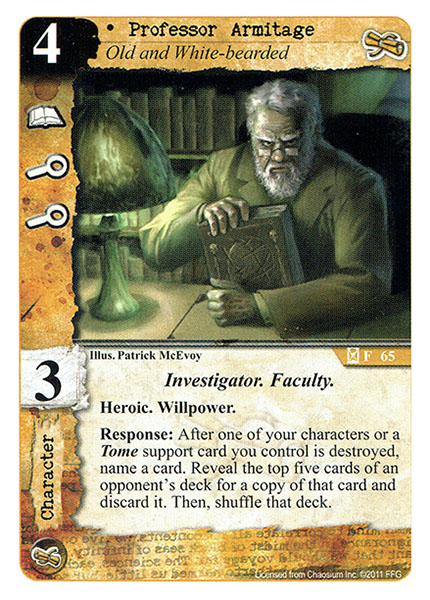 4
• Professor Armitage
Old and White-bearded
Illus. Patrick McEvoy
F 65
3
Character
Investigator. Faculty.
Heroic. Willpower.
Response: After one of your characters or a
Tome support card you control is destroyed,
name a card. Reveal the top five cards of an
opponent's deck for a copy of that card and
discard it. Then, shuffle that deck.
Licensed from Chaosium Inc. ©2011 FFG